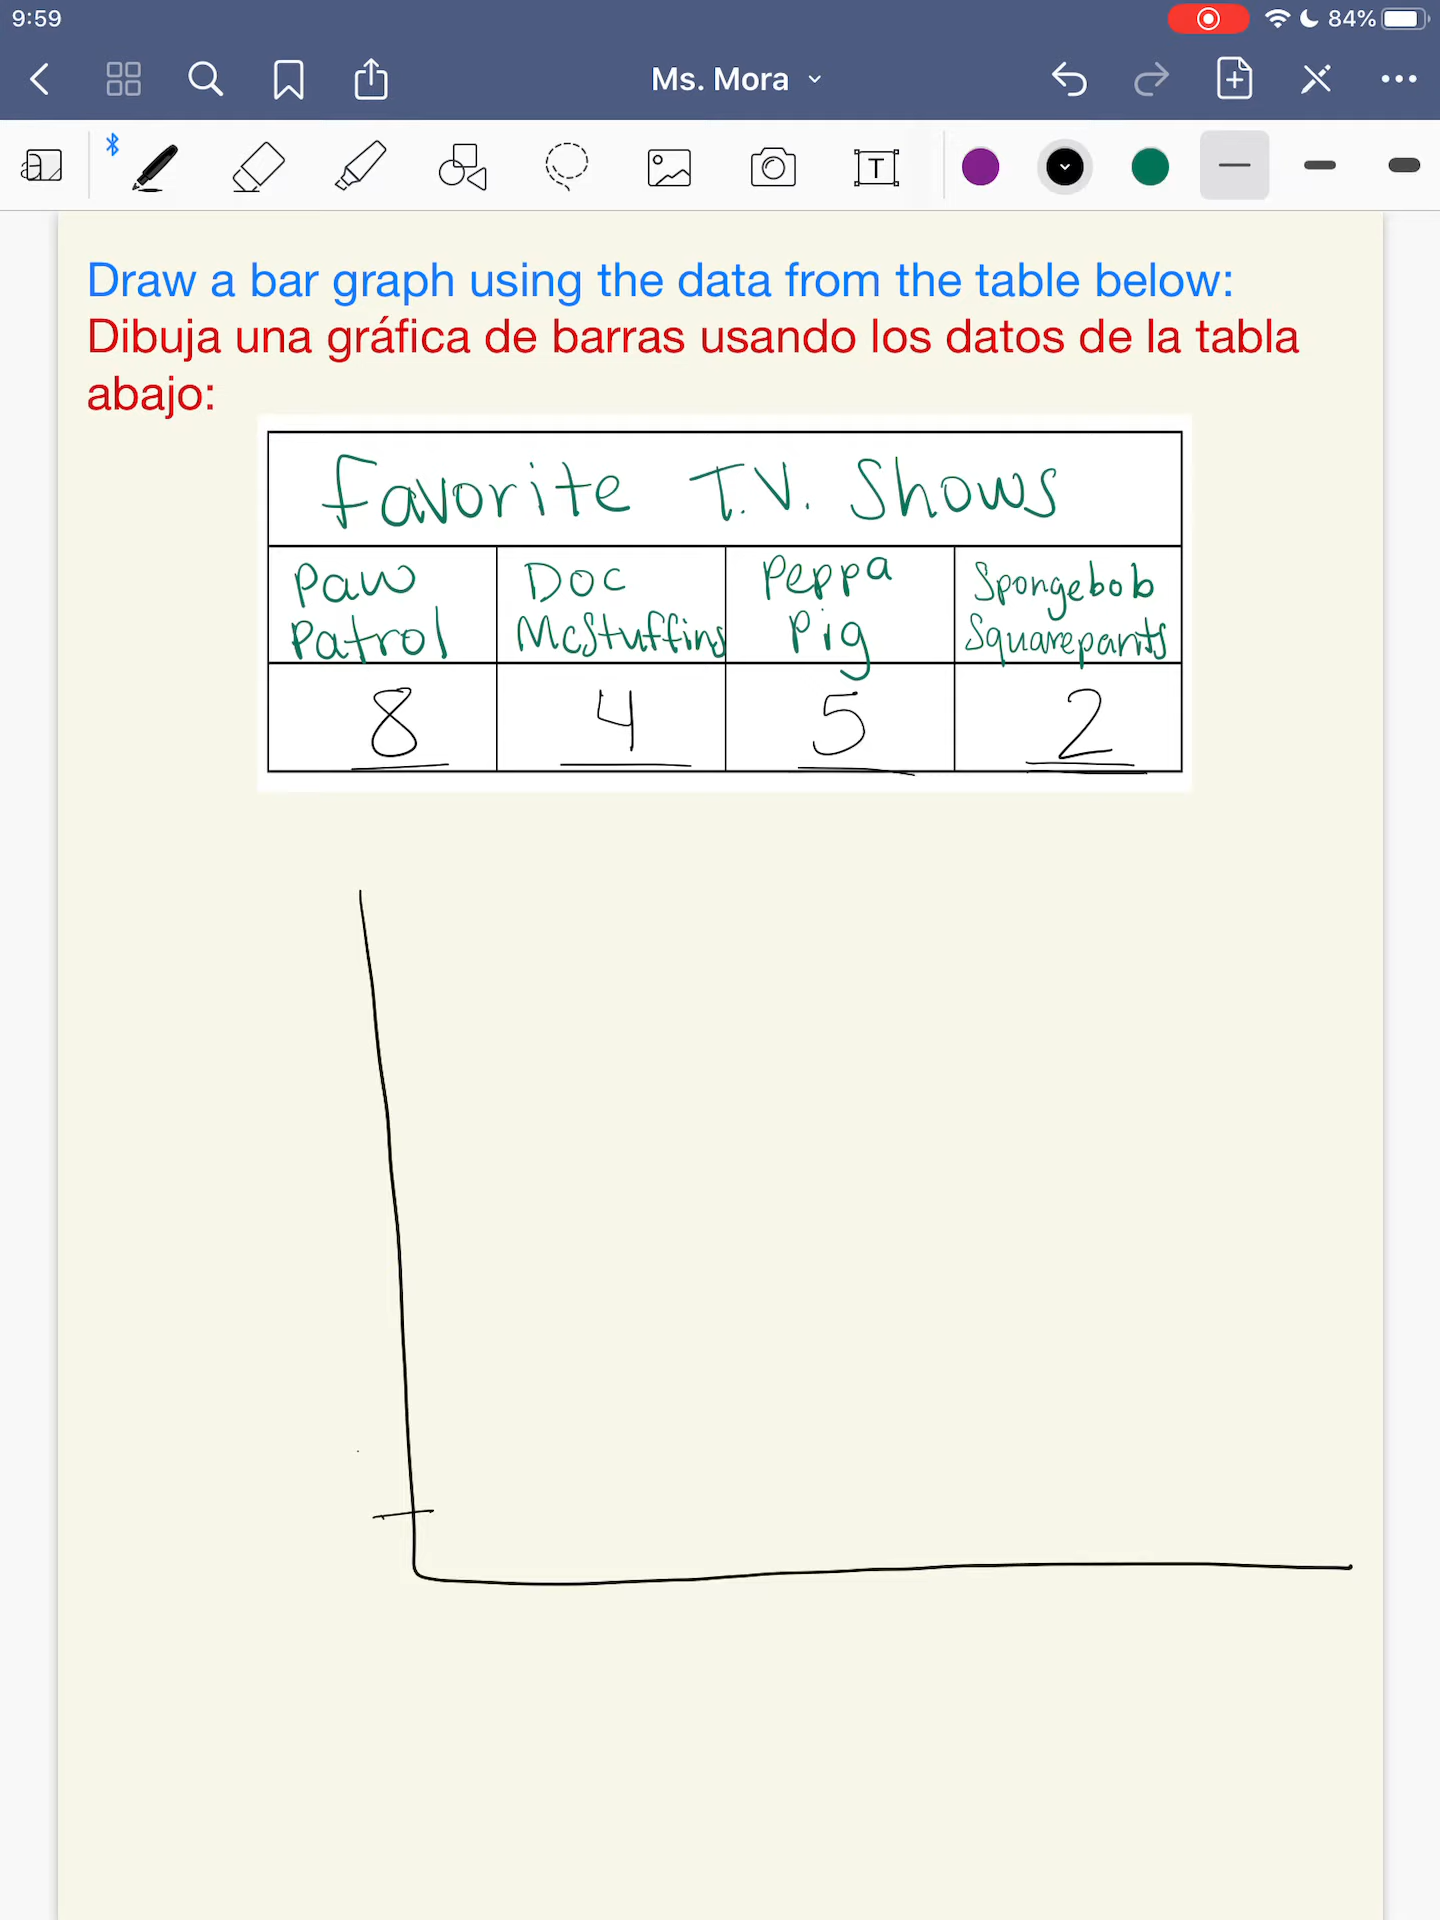 9:59
84%
Ms. Mora
a
T
Draw a bar graph using the data from the table below:
Dibuja una gráfica de barras usando los datos de la tabla
abajo:
Favorite T.V. Shows
Paw
Patrol
Doc
McStuffins
Peppa
Pig
Spongebob
Squarepants
8
4
5
2